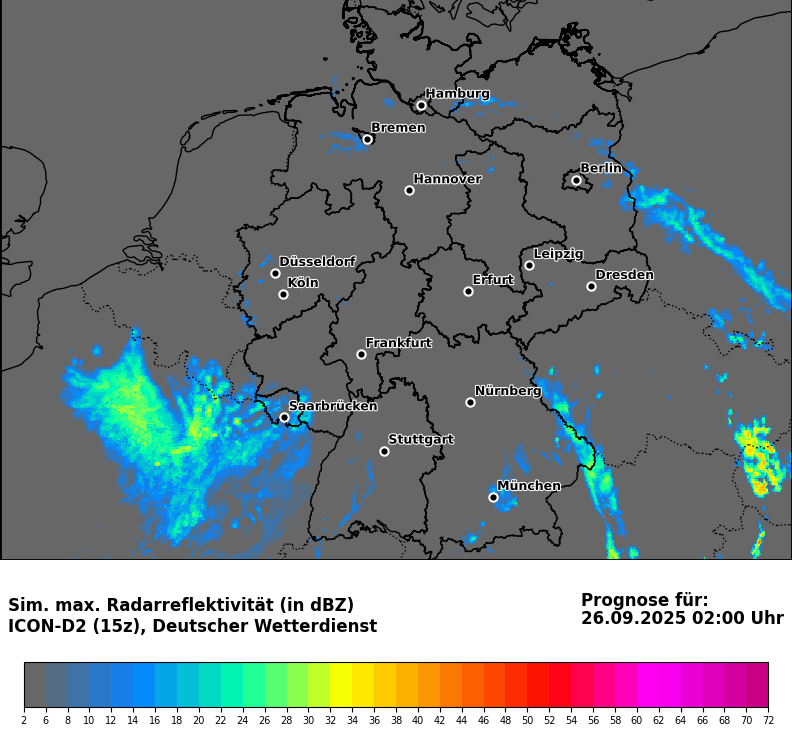 Hamburg
Bremen
Berlin
Hannover
Düsseldorf
Leipzig
Köln
Erfurt
Dresden
Frankfurt
Nürnberg
Saarbrücken
Stuttgart
München
Sim. max. Radarreflektivität (in dBZ)
ICON-D2 (15z), Deutscher Wetterdienst
Prognose für:
26.09.2025 02:00 Uhr
2 6 8 10 12 14 16 18 20 22 24 26 28 30 32 34 36 38 40 42 44 46 48 50 52 54 56 58 60 62 64 66 68 70 72